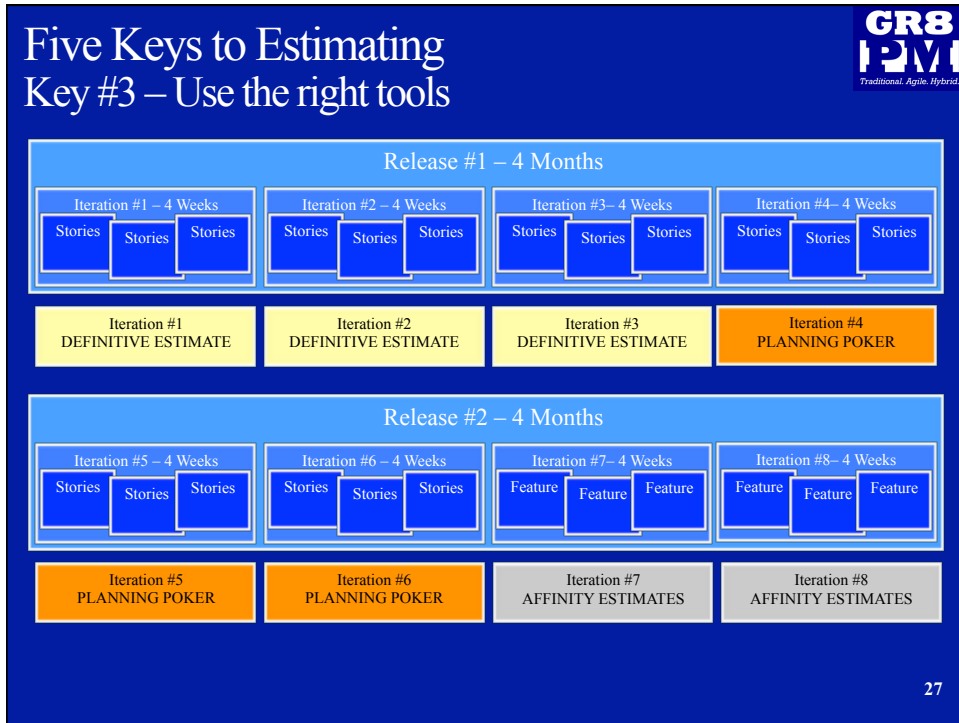 Five Keys to Estimating
Key #3 – Use the right tools
GR8
PM
Traditional. Agile. Hybrid.
Release #1 – 4 Months
Iteration #1 – 4 Weeks
Stories
Stories
Stories
Iteration #2 – 4 Weeks
Stories
Stories
Stories
Iteration #3– 4 Weeks
Stories
Stories
Stories
Iteration #4– 4 Weeks
Stories
Stories
Stories
Iteration #1
DEFINITIVE ESTIMATE
Iteration #2
DEFINITIVE ESTIMATE
Iteration #3
DEFINITIVE ESTIMATE
Iteration #4
PLANNING POKER
Release #2 – 4 Months
Iteration #5 – 4 Weeks
Stories
Stories
Stories
Iteration #6 – 4 Weeks
Stories
Stories
Stories
Iteration #7– 4 Weeks
Feature
Feature
Feature
Iteration #8– 4 Weeks
Feature
Feature
Feature
Iteration #5
PLANNING POKER
Iteration #6
PLANNING POKER
Iteration #7
AFFINITY ESTIMATES
Iteration #8
AFFINITY ESTIMATES
27